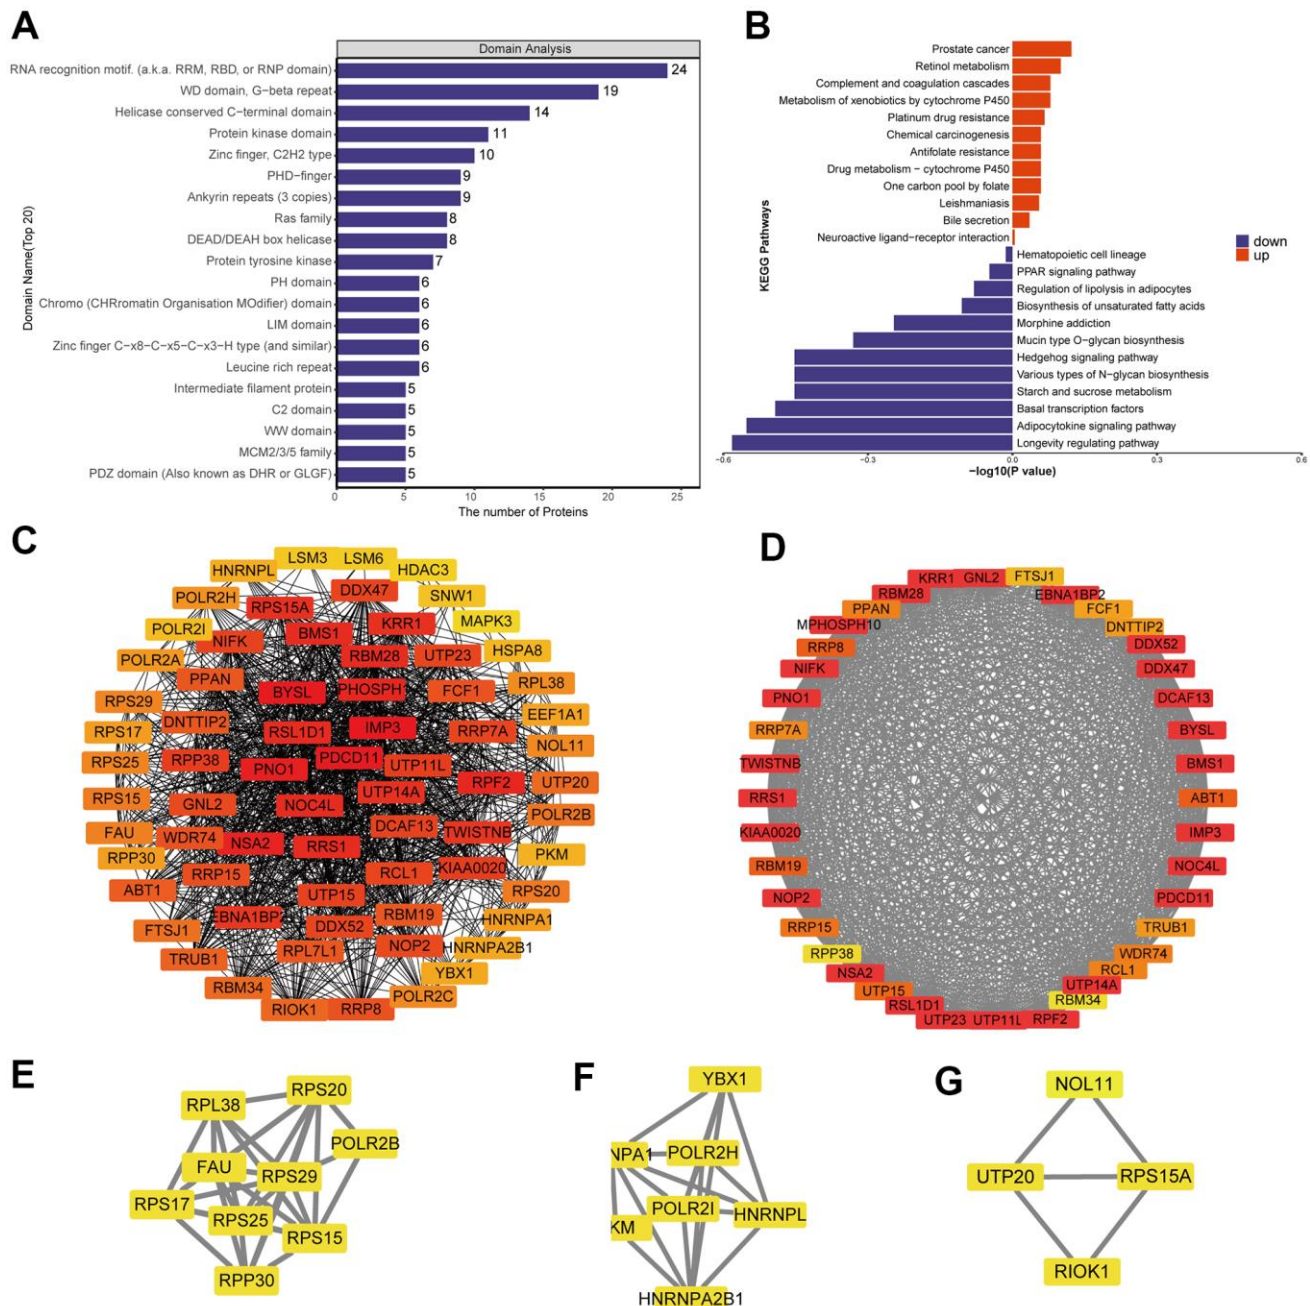 A
Domain Analysis
Domain Name(Top 20)
RNA recognition motif. (a.k.a. RRM, RBD, or RNP domain) 24
WD domain, G-beta repeat 19
Helicase conserved C-terminal domain 14
Protein kinase domain 11
Zinc finger, C2H2 type 10
PHD-finger 9
Ankyrin repeats (3 copies) 9
Ras family 8
DEAD/DEAH box helicase 8
Protein tyrosine kinase 7
PH domain 6
Chromo (CHRromatin Organisation MOdifier) domain 6
LIM domain 6
Zinc finger C-x8-C-x5-C-x3-H type (and similar) 6
Leucine rich repeat 6
Intermediate filament protein 5
C2 domain 5
WW domain 5
MCM2/3/5 family 5
PDZ domain (Also known as DHR or GLGF) 5
0 5 10 15 20 25
The number of Proteins
B
KEGG Pathways
Prostate cancer
Retinol metabolism
Complement and coagulation cascades
Metabolism of xenobiotics by cytochrome P450
Platinum drug resistance
Chemical carcinogenesis
Antifolate resistance
Drug metabolism − cytochrome P450
One carbon pool by folate
Leishmaniasis
Bile secretion
Neuroactive ligand−receptor interaction
Hematopoietic cell lineage
PPAR signaling pathway
Regulation of lipolysis in adipocytes
Biosynthesis of unsaturated fatty acids
Morphine addiction
Mucin type O−glycan biosynthesis
Hedgehog signaling pathway
Various types of N−glycan biosynthesis
Starch and sucrose metabolism
Basal transcription factors
Adipocytokine signaling pathway
Longevity regulating pathway
down
up
−0.6 −0.3 0.0 0.3 0.6
−log10(P value)
C
LSM3 LSM6
HNRNPL HDAC3
DDX47
POLR2H SNW1
RPS15A
KRR1
POLR2I BMS1 MAPK3
NIFK
HSPA8
POLR2A RBM28 UTP23
PPAN RPL38
RPS29 BYSL PHOSPH1 FCF1
EEF1A1
RPS17 DNTTIP2 RSL1D1 IMP3 RRP7A
NOL11
RPS25 RPP38 PNO1 PDCD11 UTP11L
RPF2 UTP20
RPS15 GNL2 NOC4L UTP14A
POLR2B
FAU WDR74 NSA2 RRS1 DCAF13 TWISTNB
RPP30 PKM
RRP15 RCL1 KIAA0020
ABT1 UTP15 RPS20
FTSJ1 EBNA1BP2 DDX52 RBM19 HNRNPA1
TRUB1 RPL7L1 NOP2 HNRNPA2B1
YBX1
RBM34 POLR2C
RIOK1 RRP8
D
KRR1 GNL2 FTSJ1
RBM28 EBNA1BP2
PPAN FCF1
MPHOSPH10 DNTTIP2
RRP8 DDX52
NIFK DDX47
PNO1 DCAF13
RRP7A BYSL
TWISTNB BMS1
RRS1 ABT1
KIAA0020 IMP3
RBM19 NOC4L
NOP2 PDCD11
RRP15 TRUB1
RPP38 WDR74
NSA2 RCL1
UTP15 UTP14A
RSL1D1 RBM34
UTP23 UTP11L RPF2
E
RPS20
RPL38
POLR2B
FAU RPS29
RPS17
RPS25
RPS15
RPP30
F
YBX1
NPA1 POLR2H
POLR2I HNRNPL
KM
HNRNPA2B1
G
NOL11
UTP20 RPS15A
RIOK1